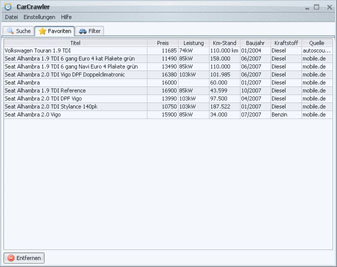 CarCrawler
Datei Einstellungen Hilfe
Suche Favoriten Filter
Titel Preis Leistung Km-Stand Baujahr Kraftstoff Quelle
Volkswagen Touran 1.9 TDI 11685 74kW 110.000 km 01/2004 Diesel autoscou...
Seat Alhambra 1.9 TDI 6 gang Euro 4 kat Plakete grün 11490 85kW 158.000 06/2007 Diesel mobile.de
Seat Alhambra 1.9 TDI 6 gang Navi Euro 4 Plakete grün 13490 85kW 110.000 06/2007 Diesel mobile.de
Seat Alhambra 2.0 TDI Vigo DPF Doppelklimatronic 16380 103kW 101.985 06/2007 Diesel mobile.de
Seat Alhambra 16000 60.000 01/2007 Diesel mobile.de
Seat Alhambra 1.9 TDI Reference 16900 85kW 43.599 10/2007 Diesel mobile.de
Seat Alhambra 2.0 TDI DPF Vigo 13990 103kW 97.500 04/2007 Diesel mobile.de
Seat Alhambra 2.0 TDI Stylance 140ph 10750 103kW 187.522 01/2007 Diesel mobile.de
Seat Alhambra 2.0 Vigo 15900 85kW 34.000 07/2007 Benzin mobile.de
Entfernen